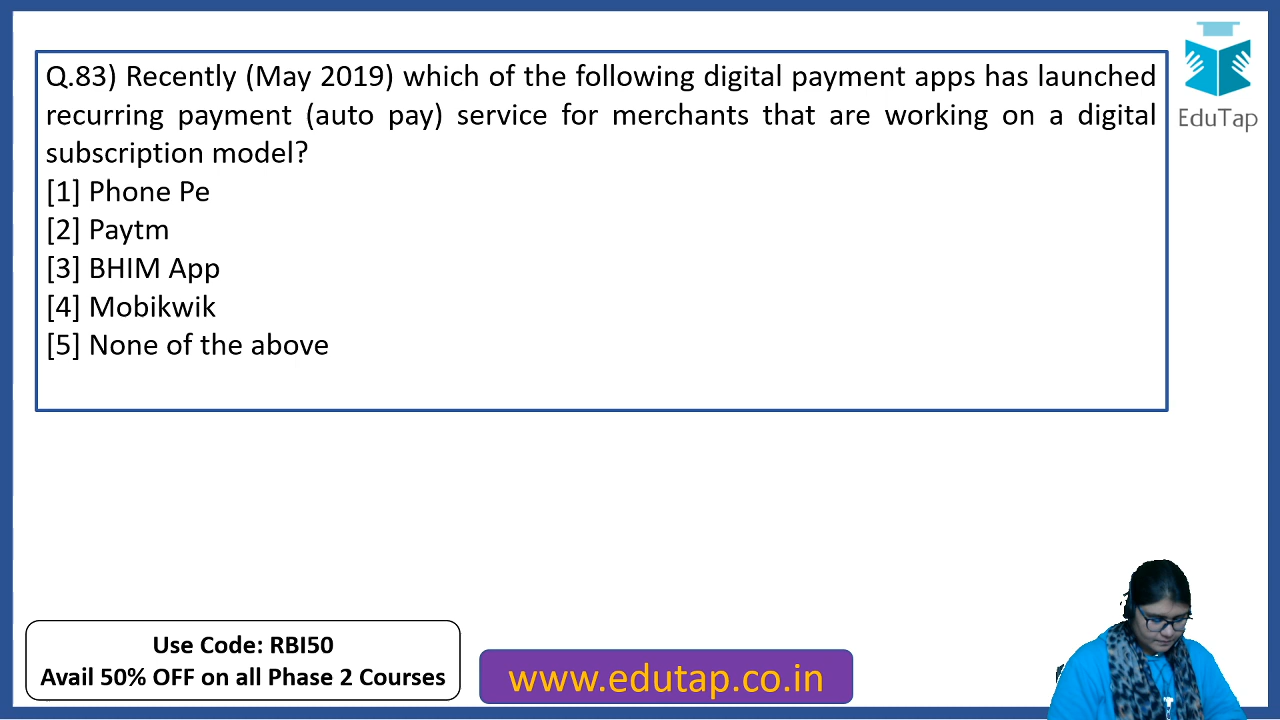 Q.83) Recently (May 2019) which of the following digital payment apps has launched
recurring payment (auto pay) service for merchants that are working on a digital
subscription model?
[1] Phone Pe
[2] Paytm
[3] BHIM App
[4] Mobikwik
[5] None of the above
EduTap
Use Code: RBI50
Avail 50% OFF on all Phase 2 Courses
www.edutap.co.in